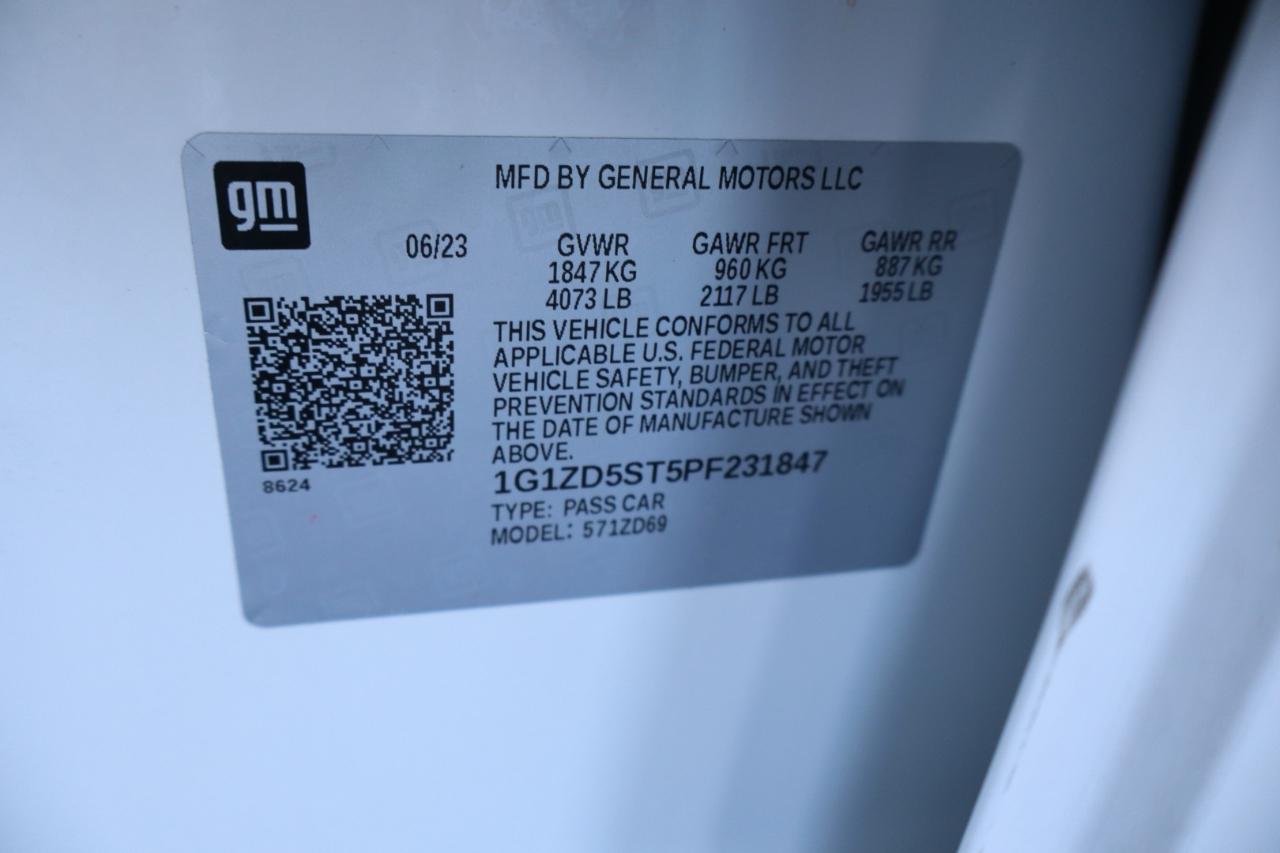 gm
MFD BY GENERAL MOTORS LLC
06/23 GVWR GAWR FRT GAWR RR
1847 KG 960 KG 887 KG
4073 LB 2117 LB 1955 LB
THIS VEHICLE CONFORMS TO ALL
APPLICABLE U.S. FEDERAL MOTOR
VEHICLE SAFETY, BUMPER, AND THEFT
PREVENTION STANDARDS IN EFFECT ON
THE DATE OF MANUFACTURE SHOWN
ABOVE.
1G1ZD5ST5PF231847
8624
TYPE: PASS CAR
MODEL: 571ZD69